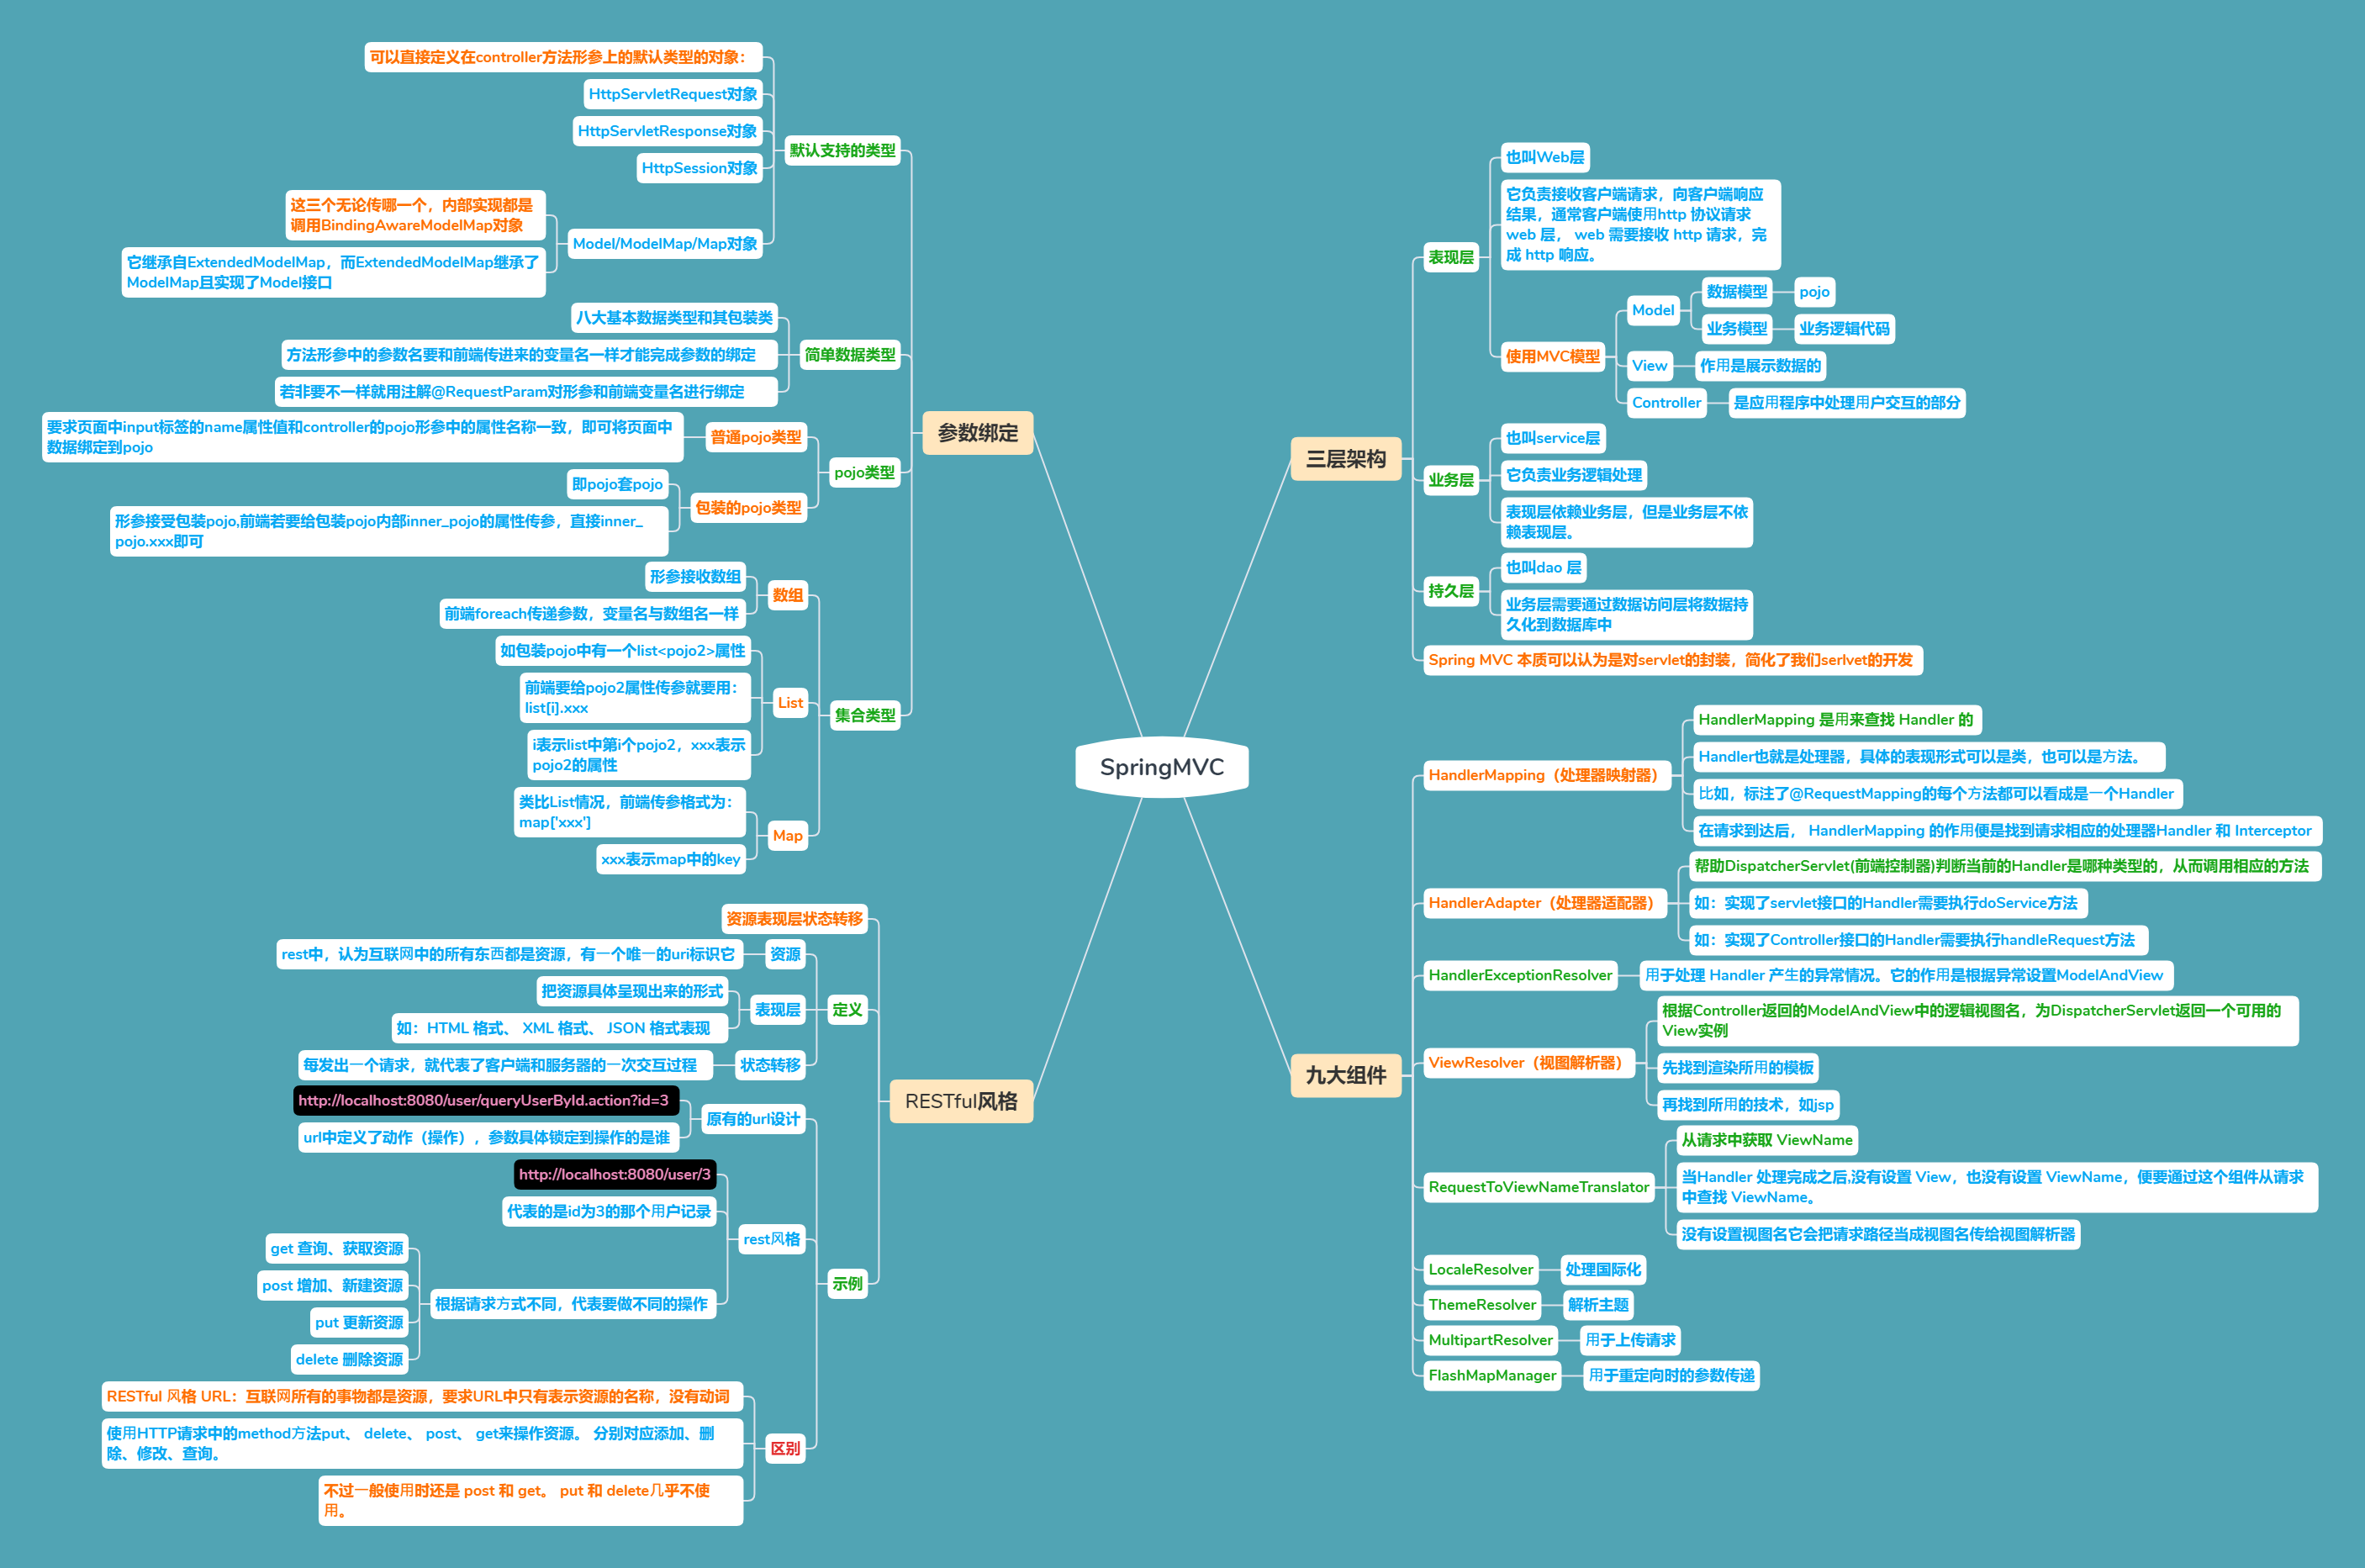 SpringMVC
参数绑定
默认支持的类型
可以直接定义在controller方法形参上的默认类型的对象：
HttpServletRequest对象
HttpServletResponse对象
HttpSession对象
Model/ModelMap/Map对象
这三个无论传哪一个，内部实现都是
调用BindingAwareModelMap对象
它继承自ExtendedModelMap，而ExtendedModelMap继承了
ModelMap且实现了Model接口
简单数据类型
八大基本数据类型和其包装类
方法形参中的参数名要和前端传进来的变量名一样才能完成参数的绑定
若非要不一样就用注解@RequestParam对形参和前端变量名进行绑定
pojo类型
普通pojo类型
要求页面中input标签的name属性值和controller的pojo形参中的属性名称一致，即可将页面中
数据绑定到pojo
包装的pojo类型
即pojo套pojo
形参接受包装pojo,前端若要给包装pojo内部inner_pojo的属性传参，直接inner_
pojo.xxx即可
集合类型
数组
形参接收数组
前端foreach传递参数，变量名与数组名一样
List
如包装pojo中有一个list<pojo2>属性
前端要给pojo2属性传参就要用：
list[i].xxx
i表示list中第i个pojo2，xxx表示
pojo2的属性
Map
类比List情况，前端传参格式为：
map['xxx']
xxx表示map中的key
RESTful风格
资源表现层状态转移
定义
资源
rest中，认为互联网中的所有东西都是资源，有一个唯一的uri标识它
表现层
把资源具体呈现出来的形式
如：HTML 格式、 XML 格式、 JSON 格式表现
状态转移
每发出一个请求，就代表了客户端和服务器的一次交互过程
示例
原有的url设计
http://localhost:8080/user/queryUserById.action?id=3
url中定义了动作（操作），参数具体锁定到操作的是谁
rest风格
http://localhost:8080/user/3
代表的是id为3的那个用户记录
根据请求方式不同，代表要做不同的操作
get 查询、获取资源
post 增加、新建资源
put 更新资源
delete 删除资源
区别
RESTful 风格 URL：互联网所有的事物都是资源，要求URL中只有表示资源的名称，没有动词
使用HTTP请求中的method方法put、 delete、 post、 get来操作资源。 分别对应添加、删
除、修改、查询。
不过一般使用时还是 post 和 get。 put 和 delete几乎不使
用。
三层架构
表现层
也叫Web层
它负责接收客户端请求，向客户端响应
结果，通常客户端使用http 协议请求
web 层， web 需要接收 http 请求，完
成 http 响应。
使用MVC模型
Model
数据模型
pojo
业务模型
业务逻辑代码
View
作用是展示数据的
Controller
是应用程序中处理用户交互的部分
业务层
也叫service层
它负责业务逻辑处理
表现层依赖业务层，但是业务层不依
赖表现层。
持久层
也叫dao 层
业务层需要通过数据访问层将数据持
久化到数据库中
Spring MVC 本质可以认为是对servlet的封装，简化了我们serlvet的开发
九大组件
HandlerMapping（处理器映射器）
HandlerMapping 是用来查找 Handler 的
Handler也就是处理器，具体的表现形式可以是类，也可以是方法。
比如，标注了@RequestMapping的每个方法都可以看成是一个Handler
在请求到达后， HandlerMapping 的作用便是找到请求相应的处理器Handler 和 Interceptor
HandlerAdapter（处理器适配器）
帮助DispatcherServlet(前端控制器)判断当前的Handler是哪种类型的，从而调用相应的方法
如：实现了servlet接口的Handler需要执行doService方法
如：实现了Controller接口的Handler需要执行handleRequest方法
HandlerExceptionResolver
用于处理 Handler 产生的异常情况。它的作用是根据异常设置ModelAndView
ViewResolver（视图解析器）
根据Controller返回的ModelAndView中的逻辑视图名，为DispatcherServlet返回一个可用的
View实例
先找到渲染所用的模板
再找到所用的技术，如jsp
RequestToViewNameTranslator
从请求中获取 ViewName
当Handler 处理完成之后,没有设置 View，也没有设置 ViewName，便要通过这个组件从请求
中查找 ViewName。
没有设置视图名它会把请求路径当成视图名传给视图解析器
LocaleResolver
处理国际化
ThemeResolver
解析主题
MultipartResolver
用于上传请求
FlashMapManager
用于重定向时的参数传递